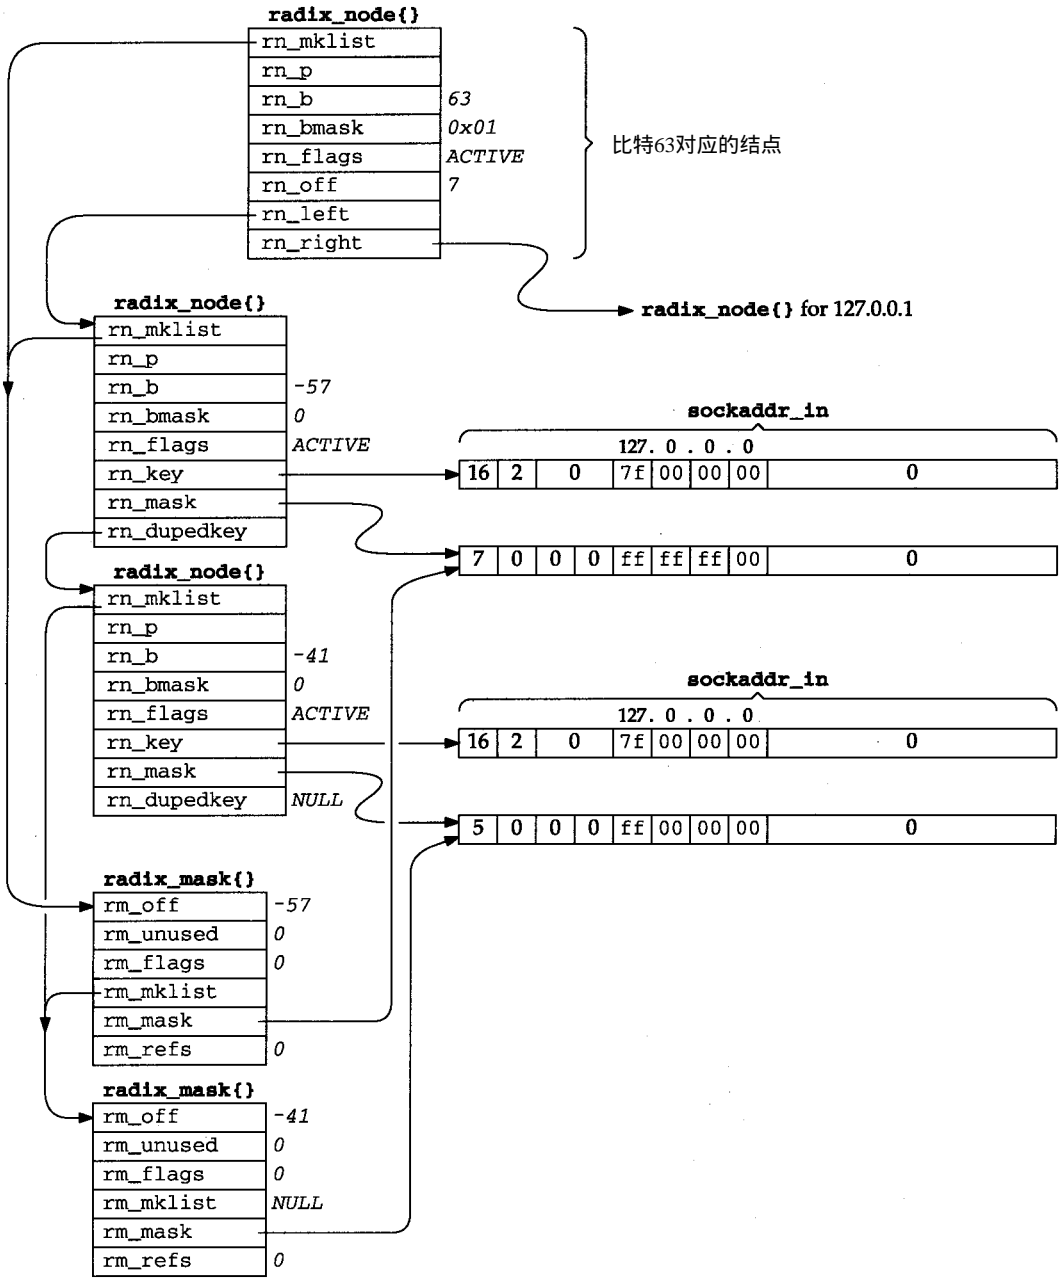 radix_node{}
rn_mklist
rn_p
rn_b 63
rn_bmask 0x01
rn_flags ACTIVE
rn_off 7
rn_left
rn_right
比特63对应的结点
radix_node{} for 127.0.0.1
radix_node{}
rn_mklist
rn_p
rn_b -57
rn_bmask 0
rn_flags ACTIVE
rn_key
rn_mask
rn_dupedkey
sockaddr_in
127. 0 . 0 . 0
16 2 0 7f 00 00 00 0
7 0 0 0 ff ff ff 00 0
radix_node{}
rn_mklist
rn_p
rn_b -41
rn_bmask 0
rn_flags ACTIVE
rn_key
rn_mask
rn_dupedkey NULL
sockaddr_in
127. 0 . 0 . 0
16 2 0 7f 00 00 00 0
5 0 0 0 ff 00 00 00 0
radix_mask{}
rm_off -57
rm_unused 0
rm_flags 0
rm_mklist
rm_mask
rm_refs 0
radix_mask{}
rm_off -41
rm_unused 0
rm_flags 0
rm_mklist NULL
rm_mask
rm_refs 0